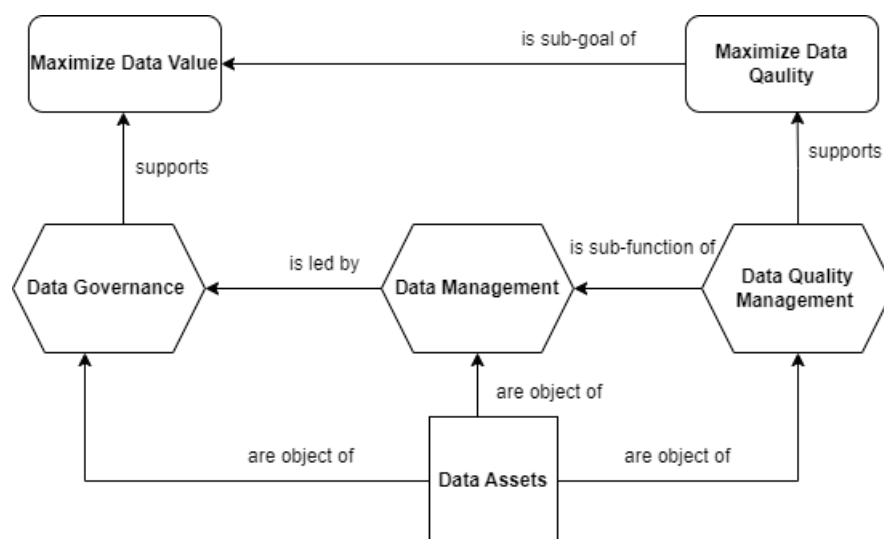 is sub-goal of
Maximize Data Value
Maximize Data
Qaulity
supports
supports
is led by
is sub-function of
Data Governance
Data Management
Data Quality
Management
are object of
are object of
are object of
Data Assets